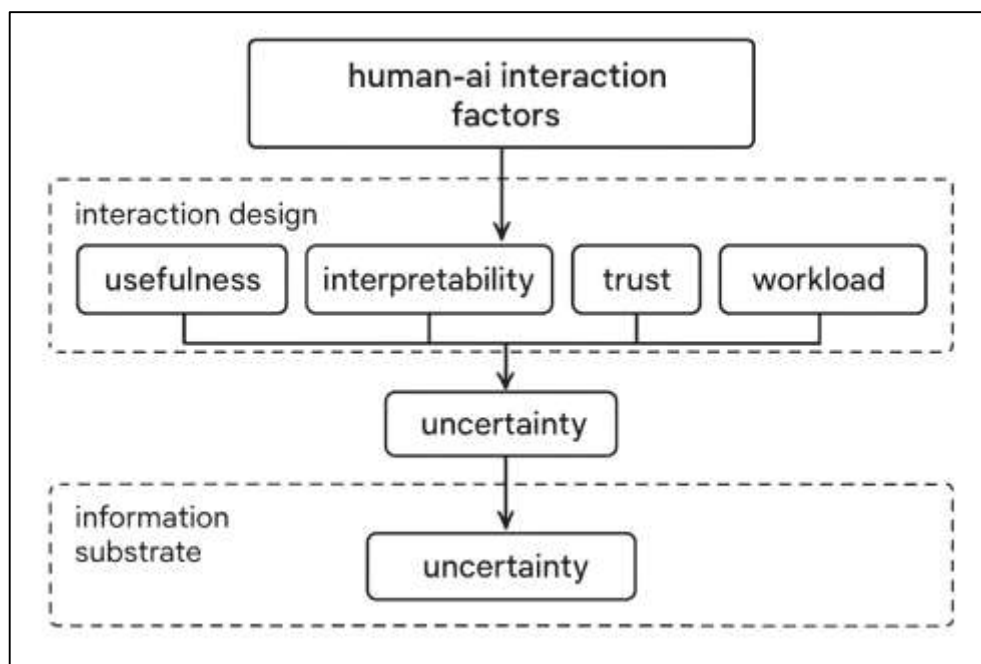 human-ai interaction
factors
interaction design
usefulness
interpretability
trust
workload
uncertainty
information
substrate
uncertainty